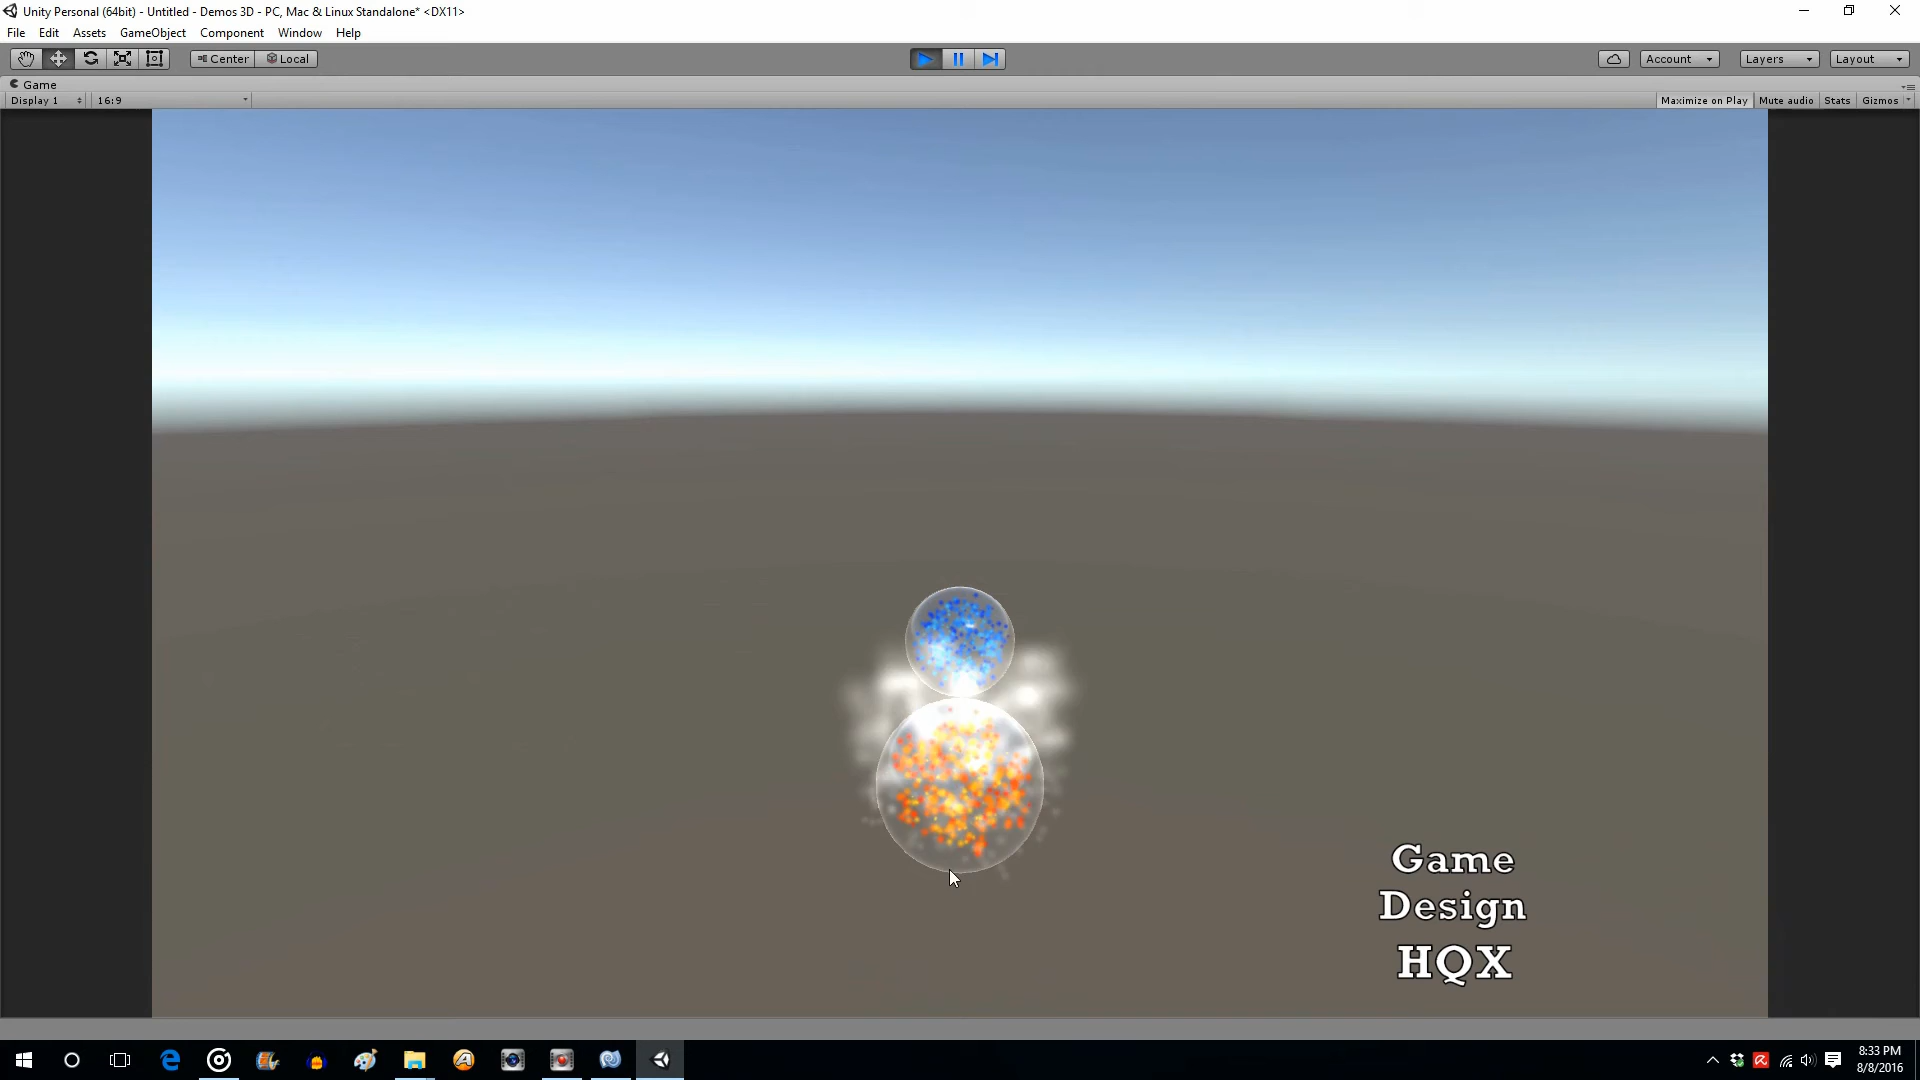 Unity Personal (64bit) - Untitled - Demos 3D - PC, Mac & Linux Standalone* <DX11>
File Edit Assets GameObject Component Window Help
Center Local Account Layers Layout
Game
Display 1 16:9 Maximize on Play Mute audio Stats Gizmos
Game
Design
HQX
8:33 PM
8/8/2016